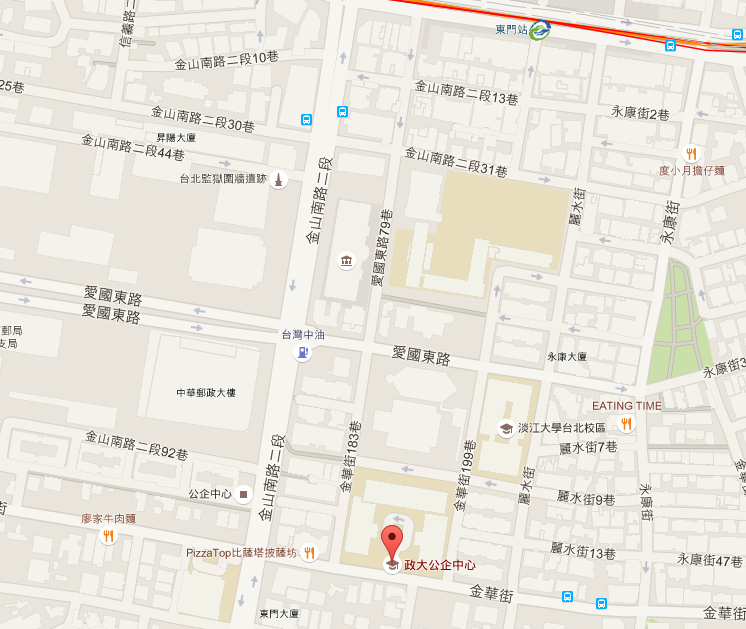 信義路二
東門站
金山南路二段10巷
25巷
金山南路二段13巷
永康街2巷
金山南路二段30巷
昇陽大廈
金山南路二段44巷
金山南路二段31巷
度小月擔仔麵
台北監獄圍牆遺跡
金山南路二段
麗水街
永康街
愛國東路79巷
愛國東路
愛國東路
郵局
支局
台灣中油
愛國東路
永康大廈
永康街3
中華郵政大樓
EATING TIME
淡江大學台北校區
金山南路二段92巷
麗水街7巷
金華街183巷
金華街199巷
麗水街
金山南路二段
公企中心
麗水街9巷
永康街
街
廖家牛肉麵
PizzaTop比薩塔披薩坊
政大公企中心
麗水街13巷
永康街47巷
金華街
東門大廈
金華街